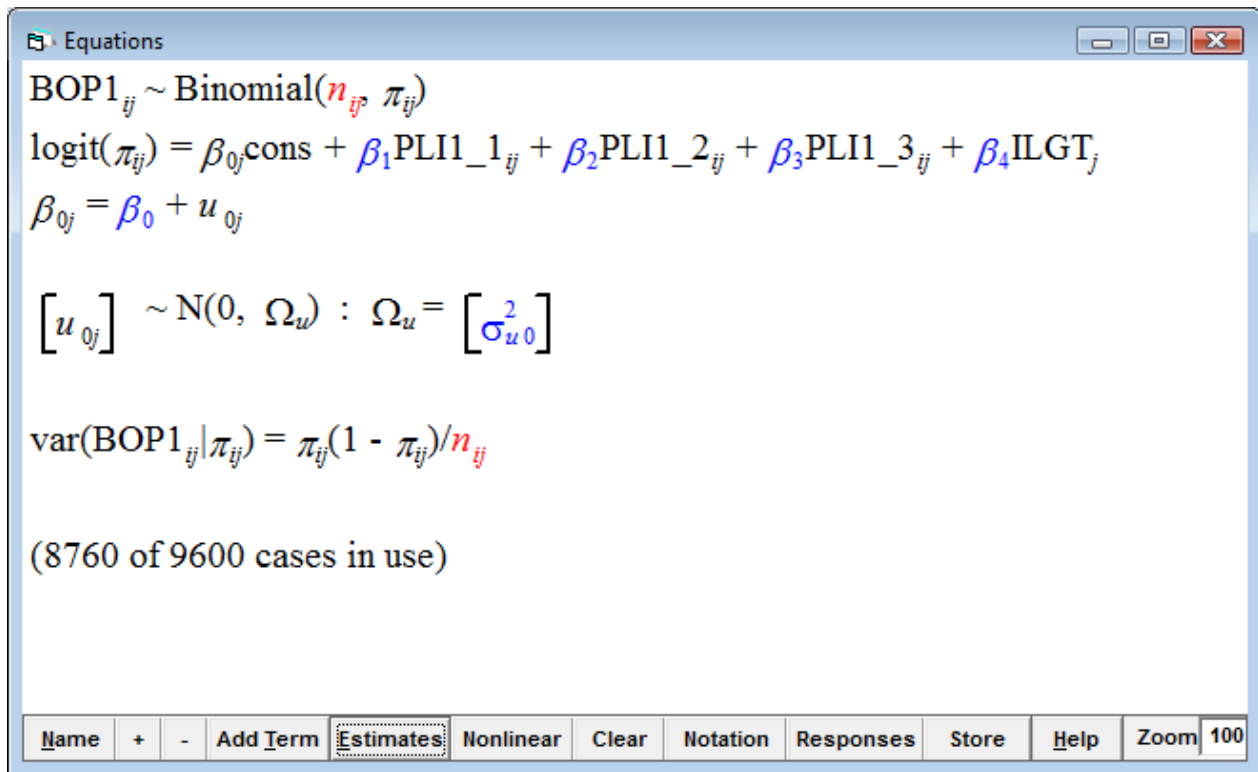 Equations
BOP1ij ~ Binomial(nij, πij)
logit(πij) = β0jcons + β1PLI1_1ij + β2PLI1_2ij + β3PLI1_3ij + β4ILGTj
β0j = β0 + u0j
[u0j] ~ N(0, Ωu) : Ωu = [σ²u0]
var(BOP1ij|πij) = πij(1 - πij)/nij
(8760 of 9600 cases in use)
Name + - Add Term Estimates Nonlinear Clear Notation Responses Store Help Zoom 100